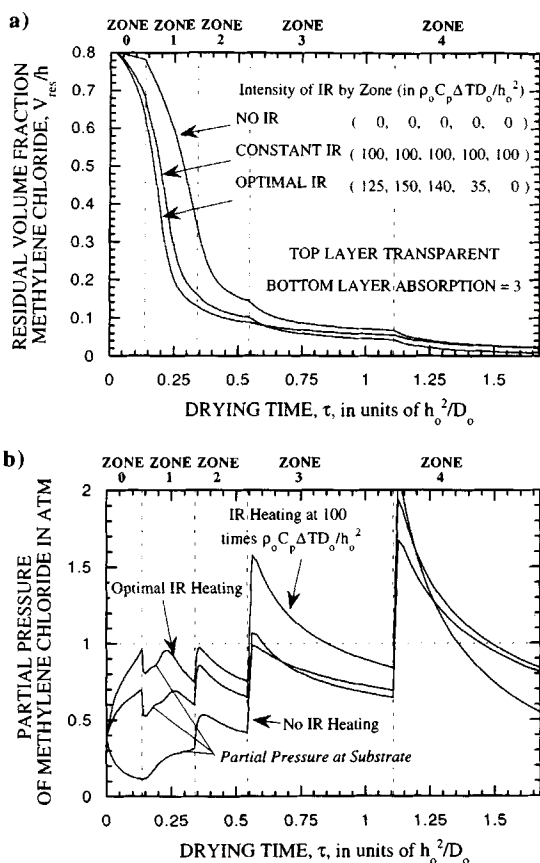 a)
ZONE ZONE ZONE ZONE ZONE
0 1 2 3 4
RESIDUAL VOLUME FRACTION
METHYLENE CHLORIDE, V_res/h
0.8
0.7
0.6
0.5
0.4
0.3
0.2
0.1
0
Intensity of IR by Zone (in ρ_oC_pΔTD_o/h_o^2)
NO IR ( 0, 0, 0, 0, 0)
CONSTANT IR (100, 100, 100, 100, 100)
OPTIMAL IR (125, 150, 140, 35, 0)
TOP LAYER TRANSPARENT
BOTTOM LAYER ABSORPTION = 3
0 0.25 0.5 0.75 1 1.25 1.5
DRYING TIME, τ, in units of h_o^2/D_o
b)
ZONE ZONE ZONE ZONE ZONE
0 1 2 3 4
PARTIAL PRESSURE
OF METHYLENE CHLORIDE IN ATM
2
1.5
1.0
0.5
0
IR Heating at 100
times ρ_oC_pΔTD_o/h_o^2
Optimal IR Heating
No IR Heating
Partial Pressure at Substrate
0 0.25 0.5 0.75 1 1.25 1.5
DRYING TIME, τ, in units of h_o^2/D_o